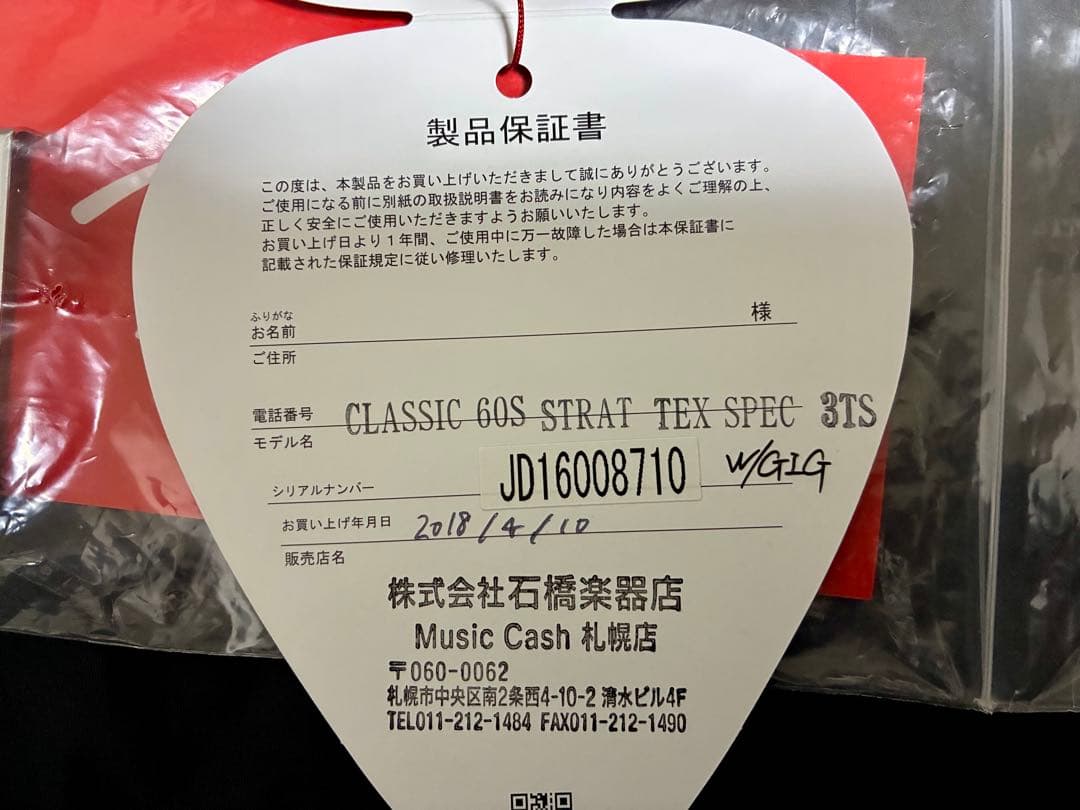 製品保証書
この度は、本製品をお買い上げいただきまして誠にありがとうございます。
ご使用になる前に別紙の取扱説明書をお読みになり内容をよくご理解の上、
正しく安全にご使用いただきますようお願いいたします。
お買い上げ日より1年間、ご使用中に万一故障した場合は本保証書に
記載された保証規定に従い修理いたします。
ふりがな
お名前 様
ご住所
電話番号
CLASSIC 60S STRAT TEX SPEC 3TS
モデル名
W/GIG
シリアルナンバー JD16008710
お買い上げ年月日 2018/4/10
販売店名
株式会社石橋楽器店
Music Cash 札幌店
〒060-0062
札幌市中央区南2条西4-10-2 清水ビル4F
TEL011-212-1484 FAX011-212-1490